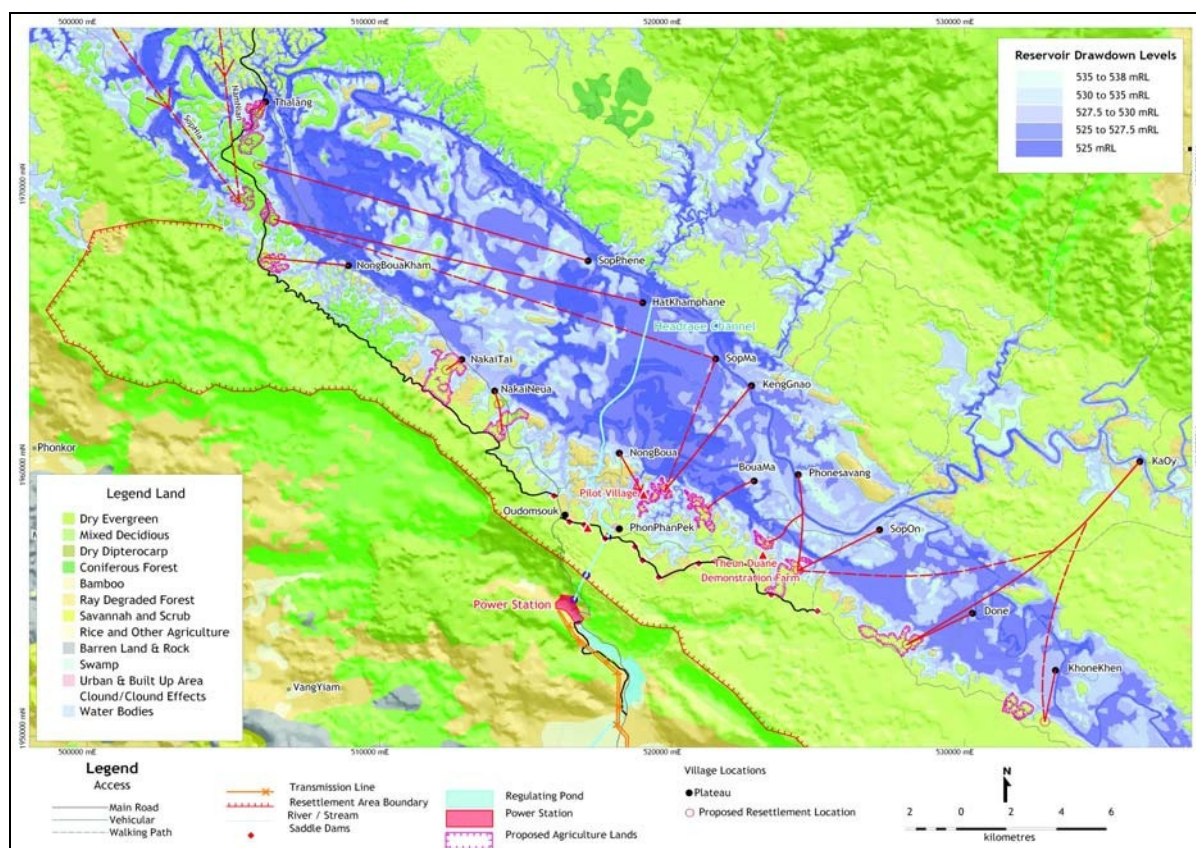 500000 mE
510000 mE
520000 mE
530000 mE
Reservoir Drawdown Levels
535 to 538 mRL
530 to 535 mRL
527.5 to 530 mRL
525 to 527.5 mRL
525 mRL
1970000 mN
1960000 mN
1950000 mN
NamNian
SopHia
Thalang
NongBouaKham
SopPhene
HatKhamphane
Headrace Channel
NakaiTai
SopMa
KengGnao
NakaiNeua
NongBoua
BouaMa
Phonesavang
KaOy
Phonkor
Pilot Village
Oudomsouk
PhonPhanPek
SopOn
Theun Duane
Demonstration Farm
Power Station
Done
KhoneKhen
VangYiam
Legend Land
Dry Evergreen
Mixed Decidious
Dry Dipterocarp
Coniferous Forest
Bamboo
Ray Degraded Forest
Savannah and Scrub
Rice and Other Agriculture
Barren Land & Rock
Swamp
Urban & Built Up Area
Clound/Clound Effects
Water Bodies
500000 mE
510000 mE
520000 mE
530000 mE
Legend
Access
Main Road
Vehicular
Walking Path
Transmission Line
Resettlement Area Boundary
River / Stream
Saddle Dams
Regulating Pond
Power Station
Proposed Agriculture Lands
Village Locations
Plateau
Proposed Resettlement Location
N
2 0 2 4 6
kilometres